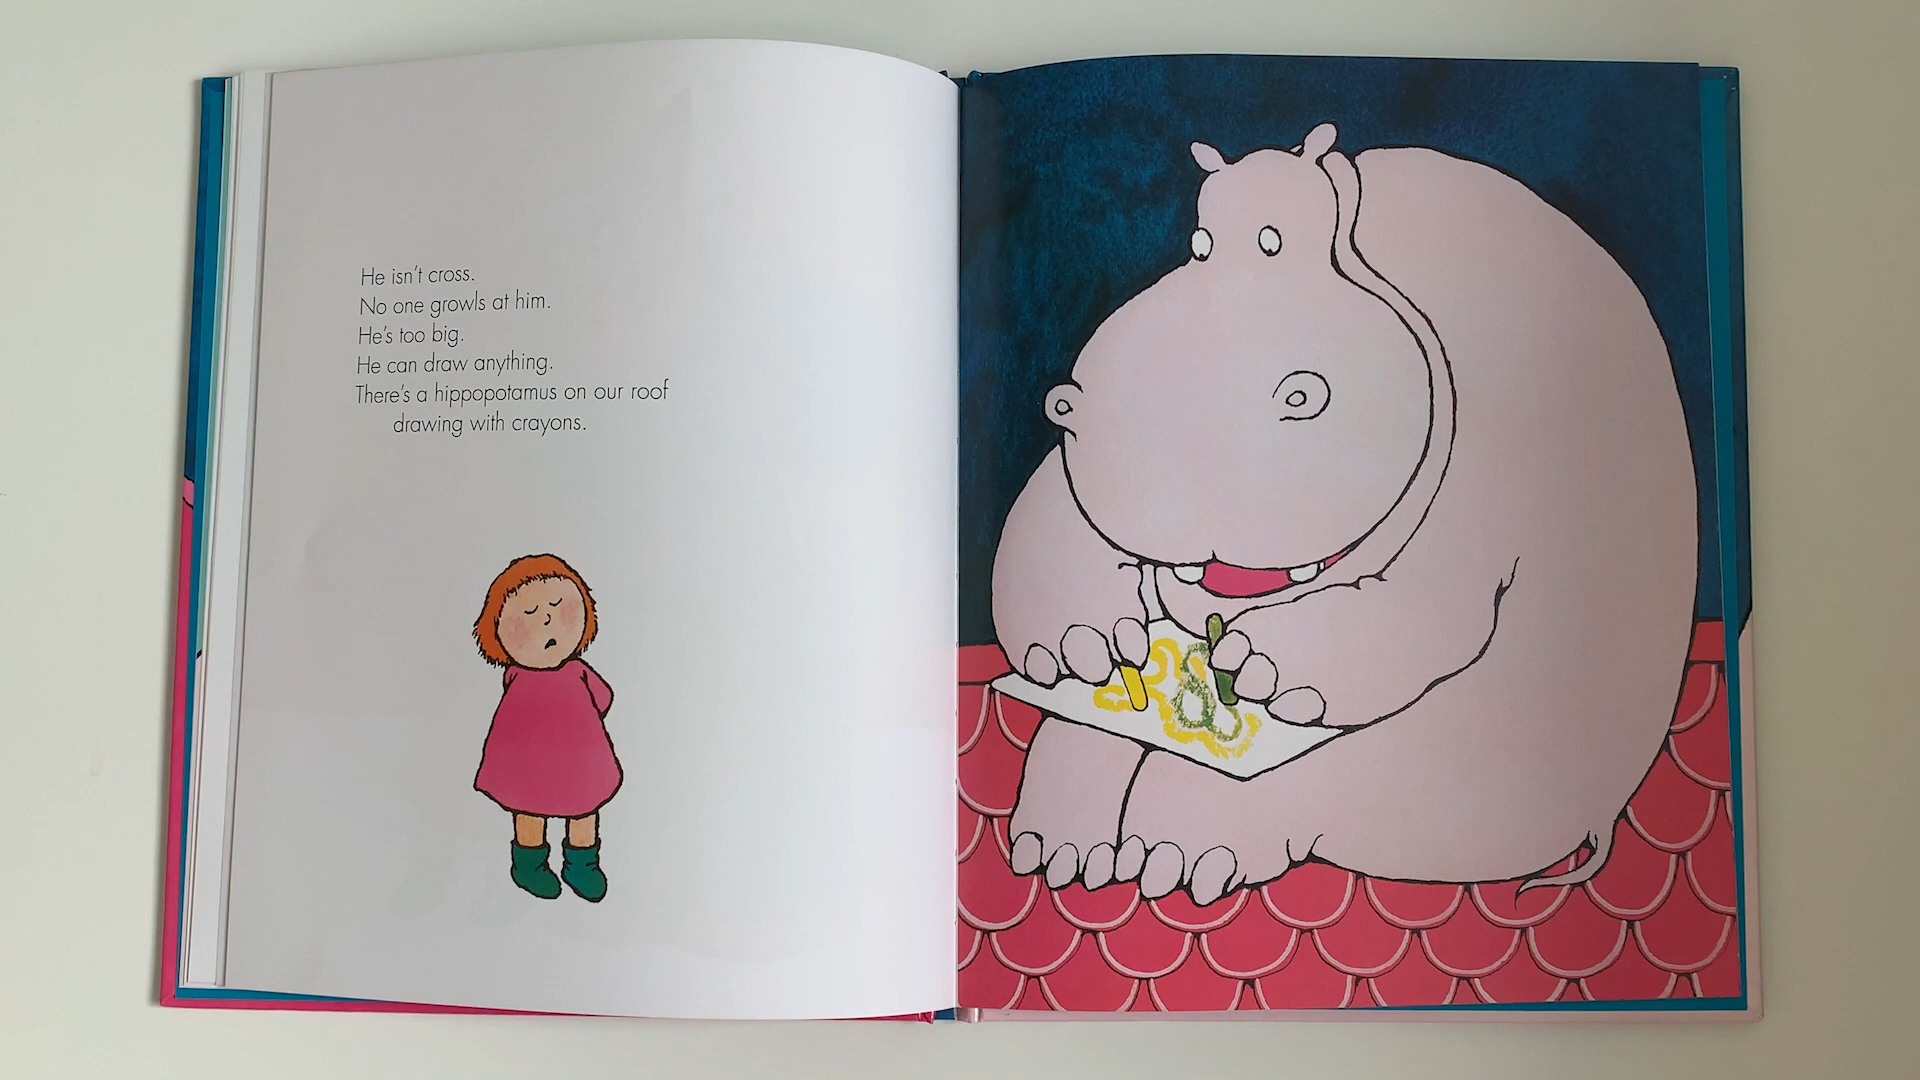 He isn't cross.
No one growls at him.
He's too big.
He can draw anything.
There's a hippopotamus on our roof
drawing with crayons.